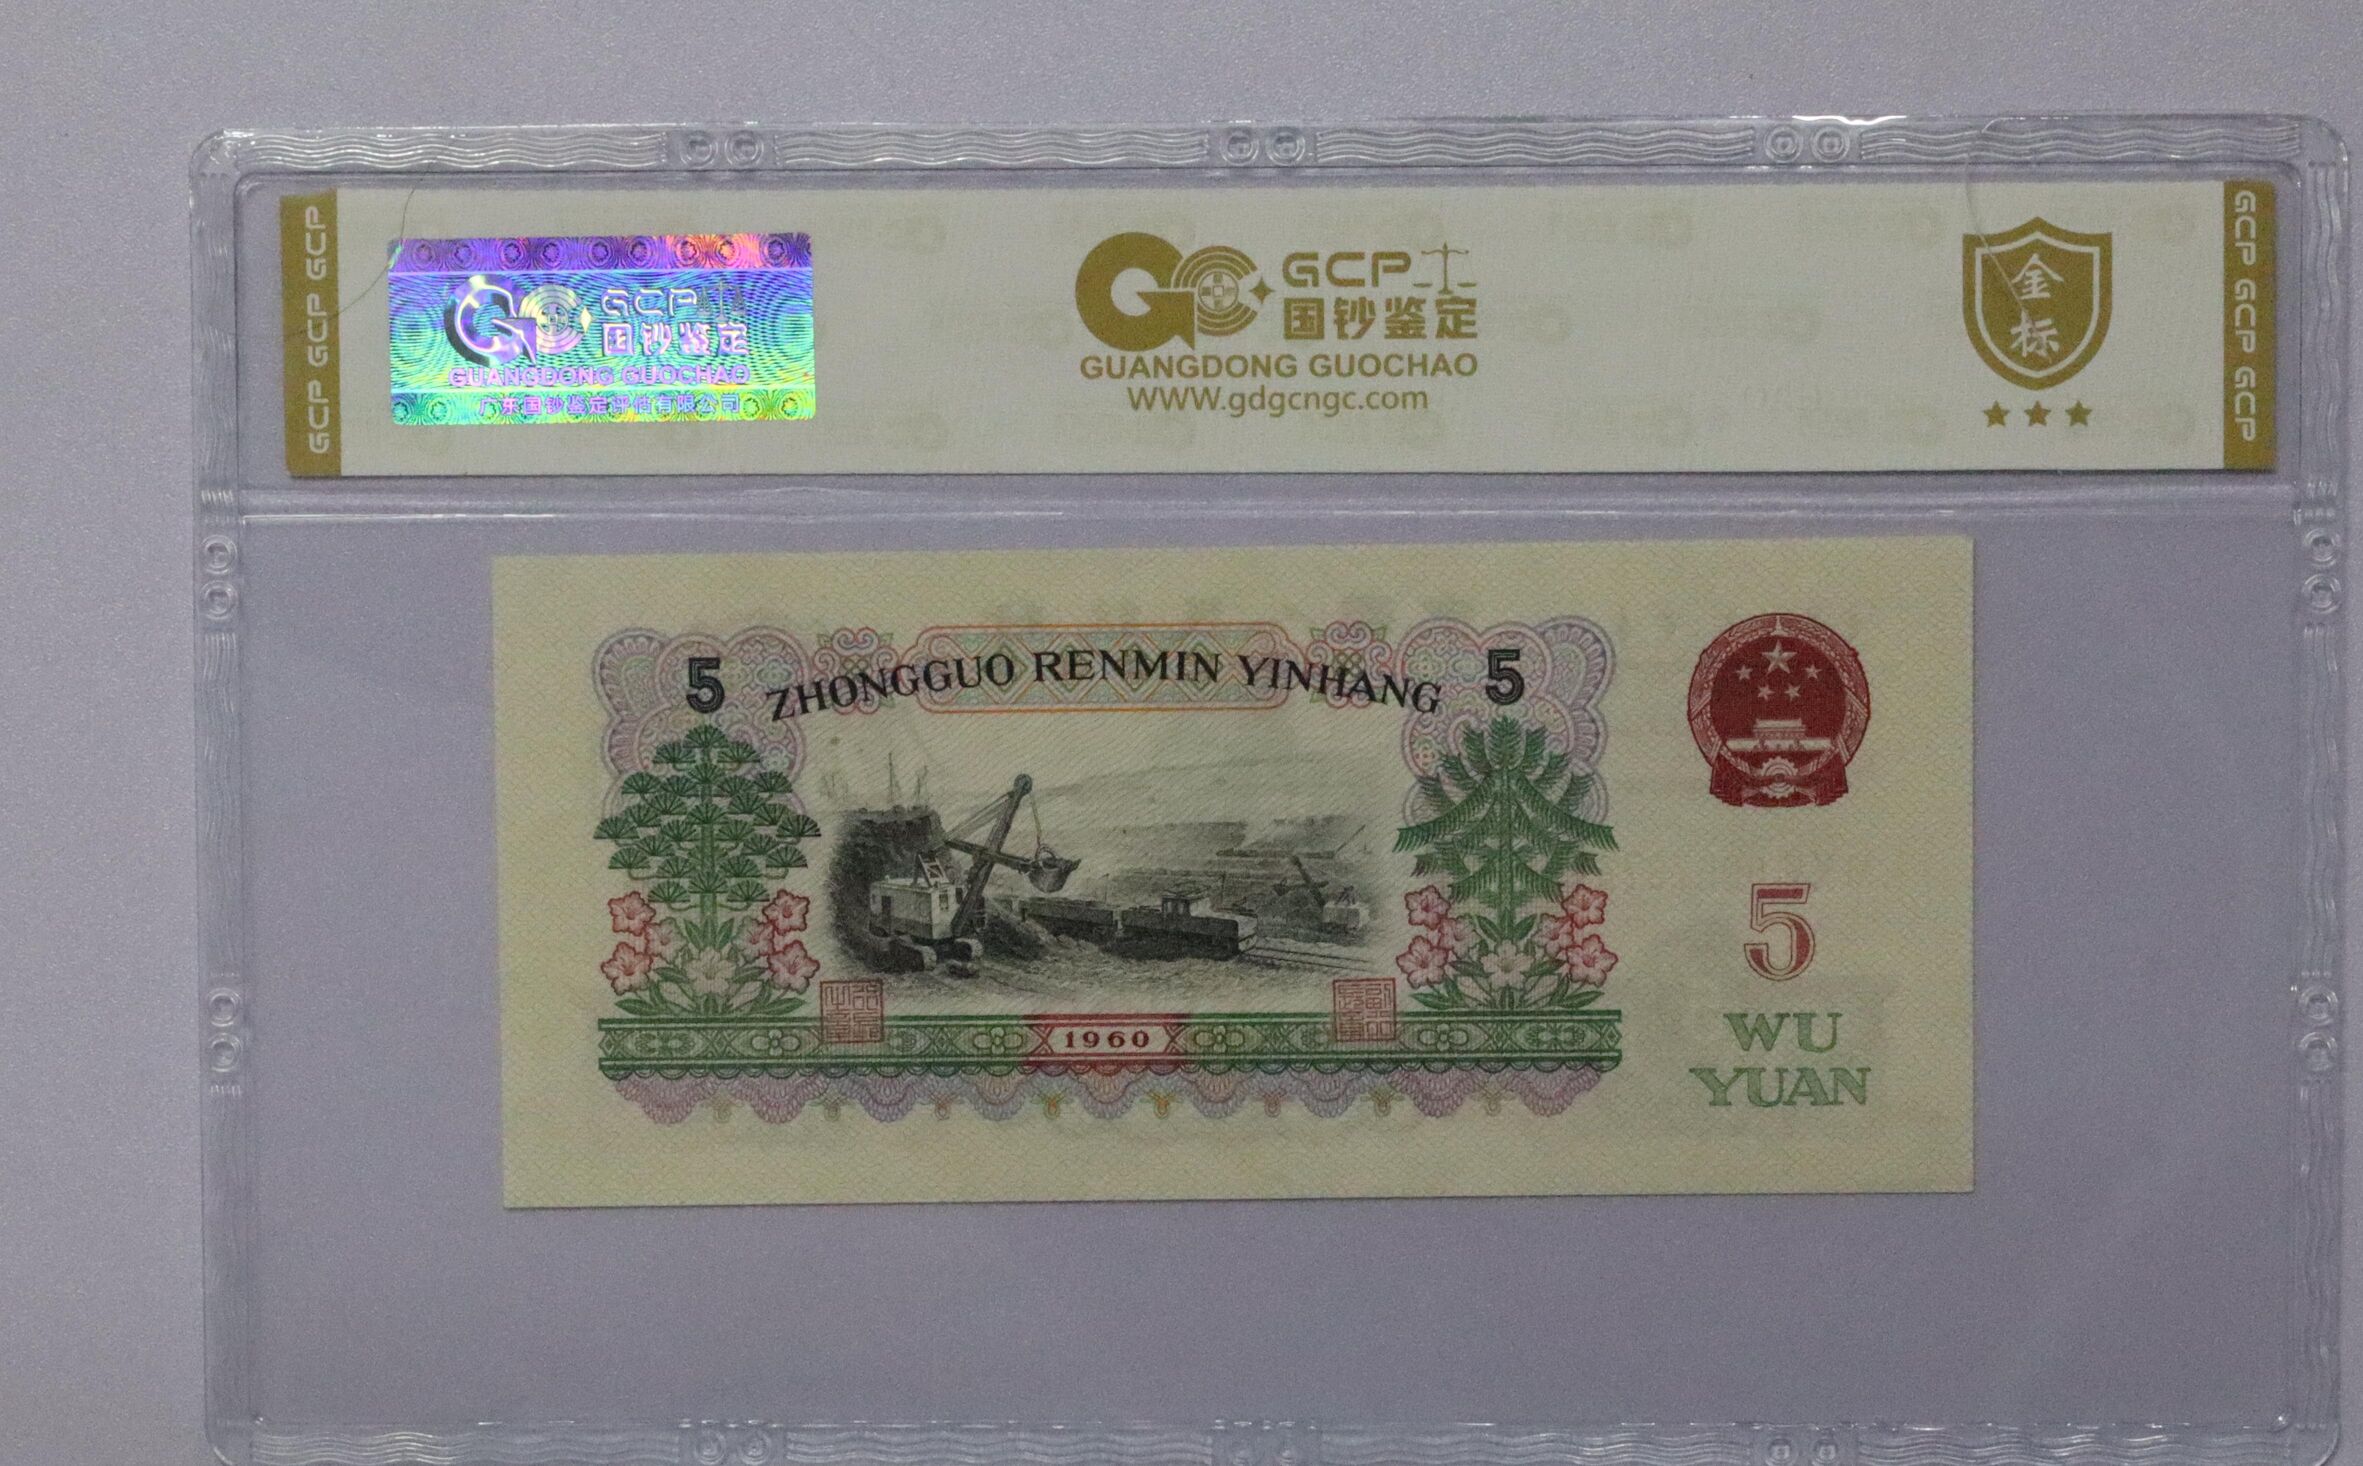 GCP GCP GCP
GCP
国钞鉴定
GUANGDONG GUOCHAO
广东国钞鉴定评估有限公司
GCP
国钞鉴定
GUANGDONG GUOCHAO
www.gdgcngc.com
金标
GCP GCP GCP
5
ZHONGGUO RENMIN YINHANG
5
1960
5
WU
YUAN